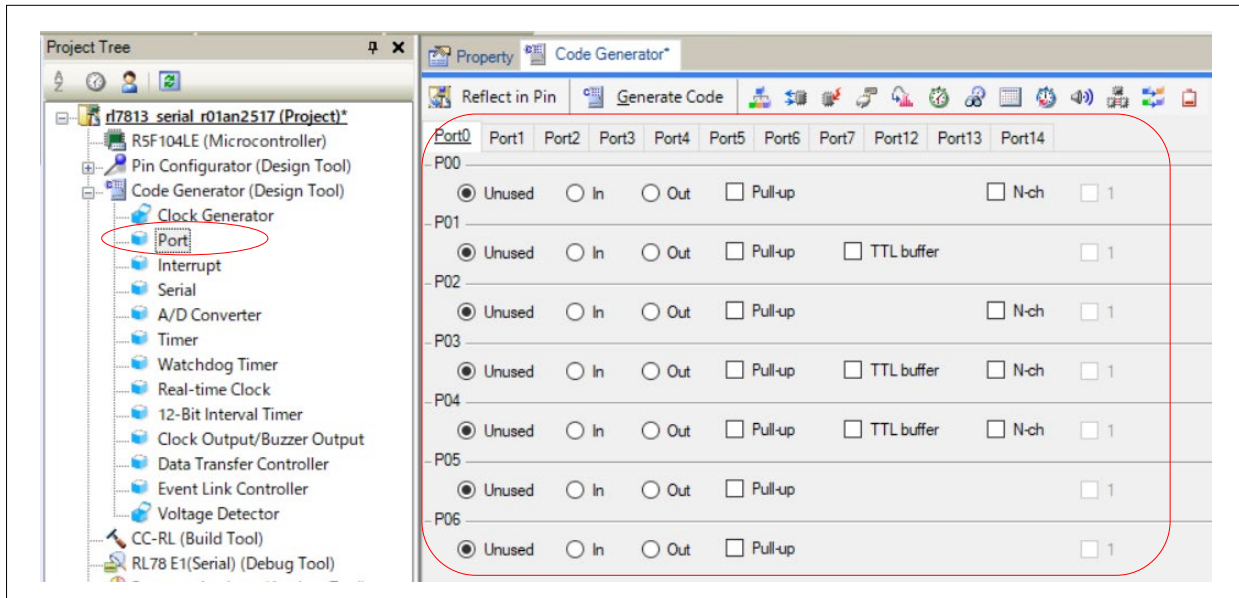 Project Tree
rl7813_serial_r01an2517 (Project)*
R5F104LE (Microcontroller)
Pin Configurator (Design Tool)
Code Generator (Design Tool)
Clock Generator
Port
Interrupt
Serial
A/D Converter
Timer
Watchdog Timer
Real-time Clock
12-Bit Interval Timer
Clock Output/Buzzer Output
Data Transfer Controller
Event Link Controller
Voltage Detector
CC-RL (Build Tool)
RL78 E1(Serial) (Debug Tool)
Property Code Generator*
Reflect in Pin Generate Code
Port0 Port1 Port2 Port3 Port4 Port5 Port6 Port7 Port12 Port13 Port14
P00
Unused In Out Pull-up N-ch 1
P01
Unused In Out Pull-up TTL buffer 1
P02
Unused In Out Pull-up N-ch 1
P03
Unused In Out Pull-up TTL buffer N-ch 1
P04
Unused In Out Pull-up TTL buffer N-ch 1
P05
Unused In Out Pull-up 1
P06
Unused In Out Pull-up 1